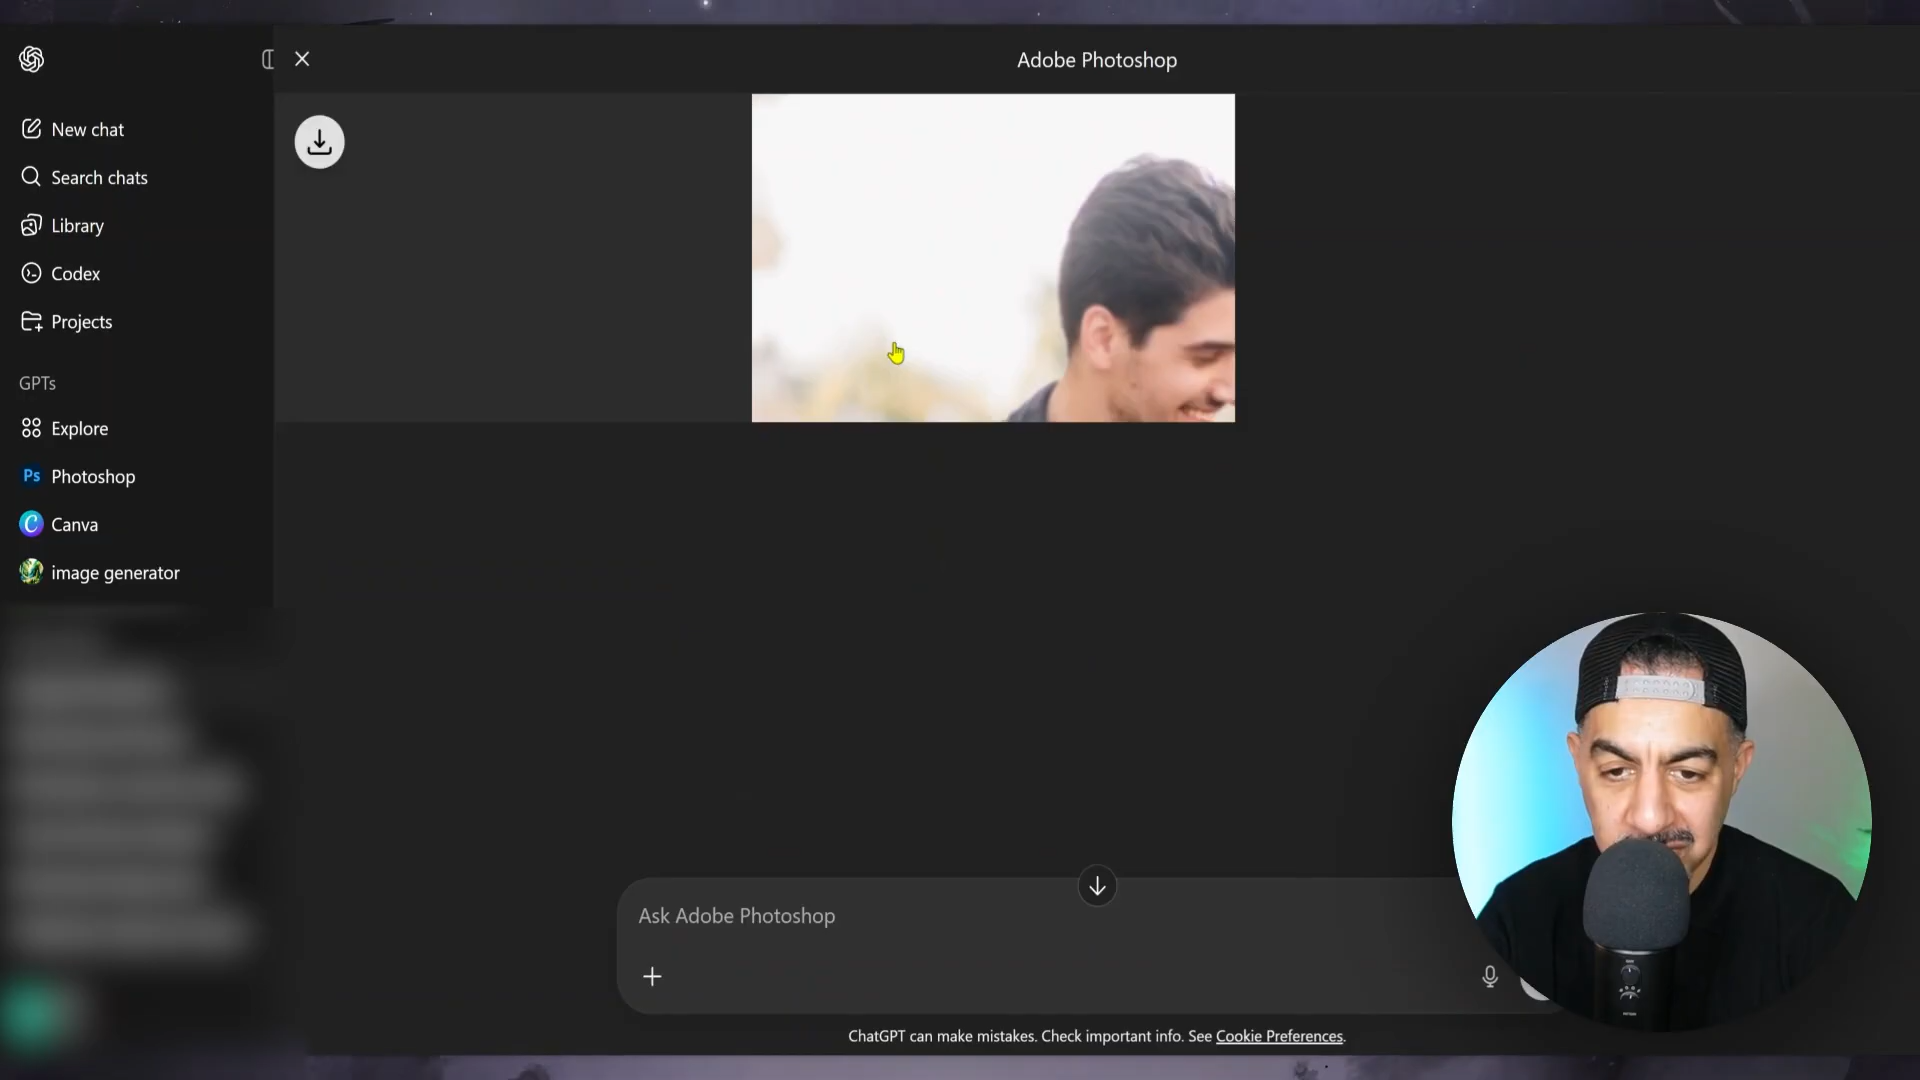 Adobe Photoshop
New chat
Search chats
Library
Codex
Projects
GPTs
Explore
Ps Photoshop
Canva
image generator
Ask Adobe Photoshop
ChatGPT can make mistakes. Check important info. See Cookie Preferences.